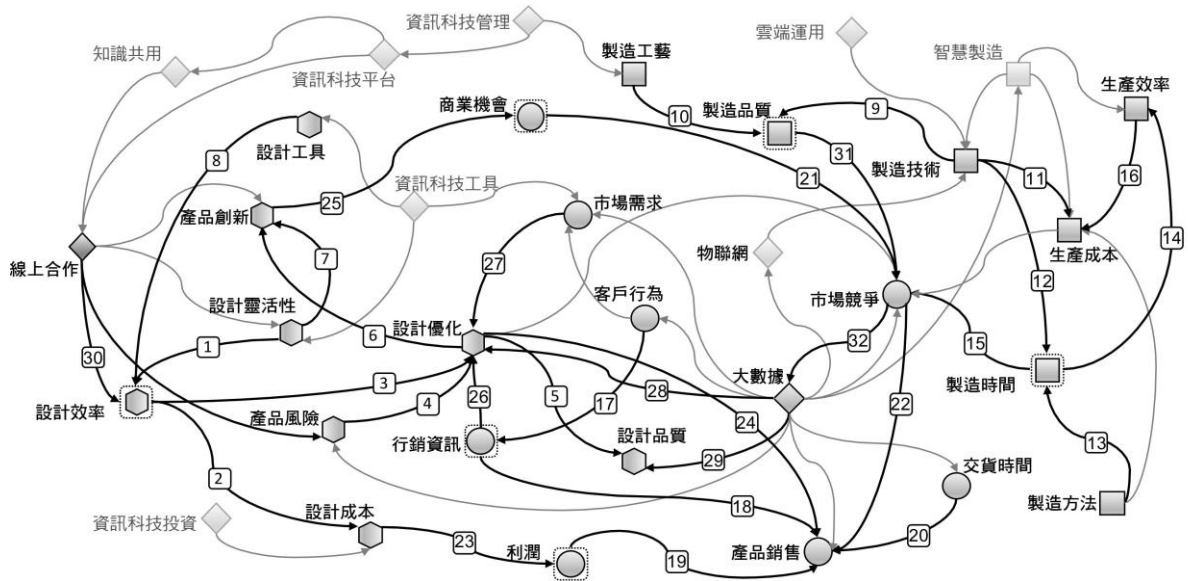 資訊科技管理
雲端運用
知識共用
製造工藝
智慧製造
資訊科技平台
生產效率
商業機會
10
製造品質
9
8
設計工具
31
製造技術
16
21
11
資訊科技工具
25
產品創新
市場需求
14
7
物聯網
生產成本
線上合作
27
12
設計靈活性
客戶行為
市場競爭
6
設計優化
15
32
1
30
3
28
大數據
製造時間
5
26
17
22
設計效率
4
產品風險
24
行銷資訊
設計品質
29
13
交貨時間
2
18
製造方法
資訊科技投資
設計成本
20
23
利潤
19
產品銷售